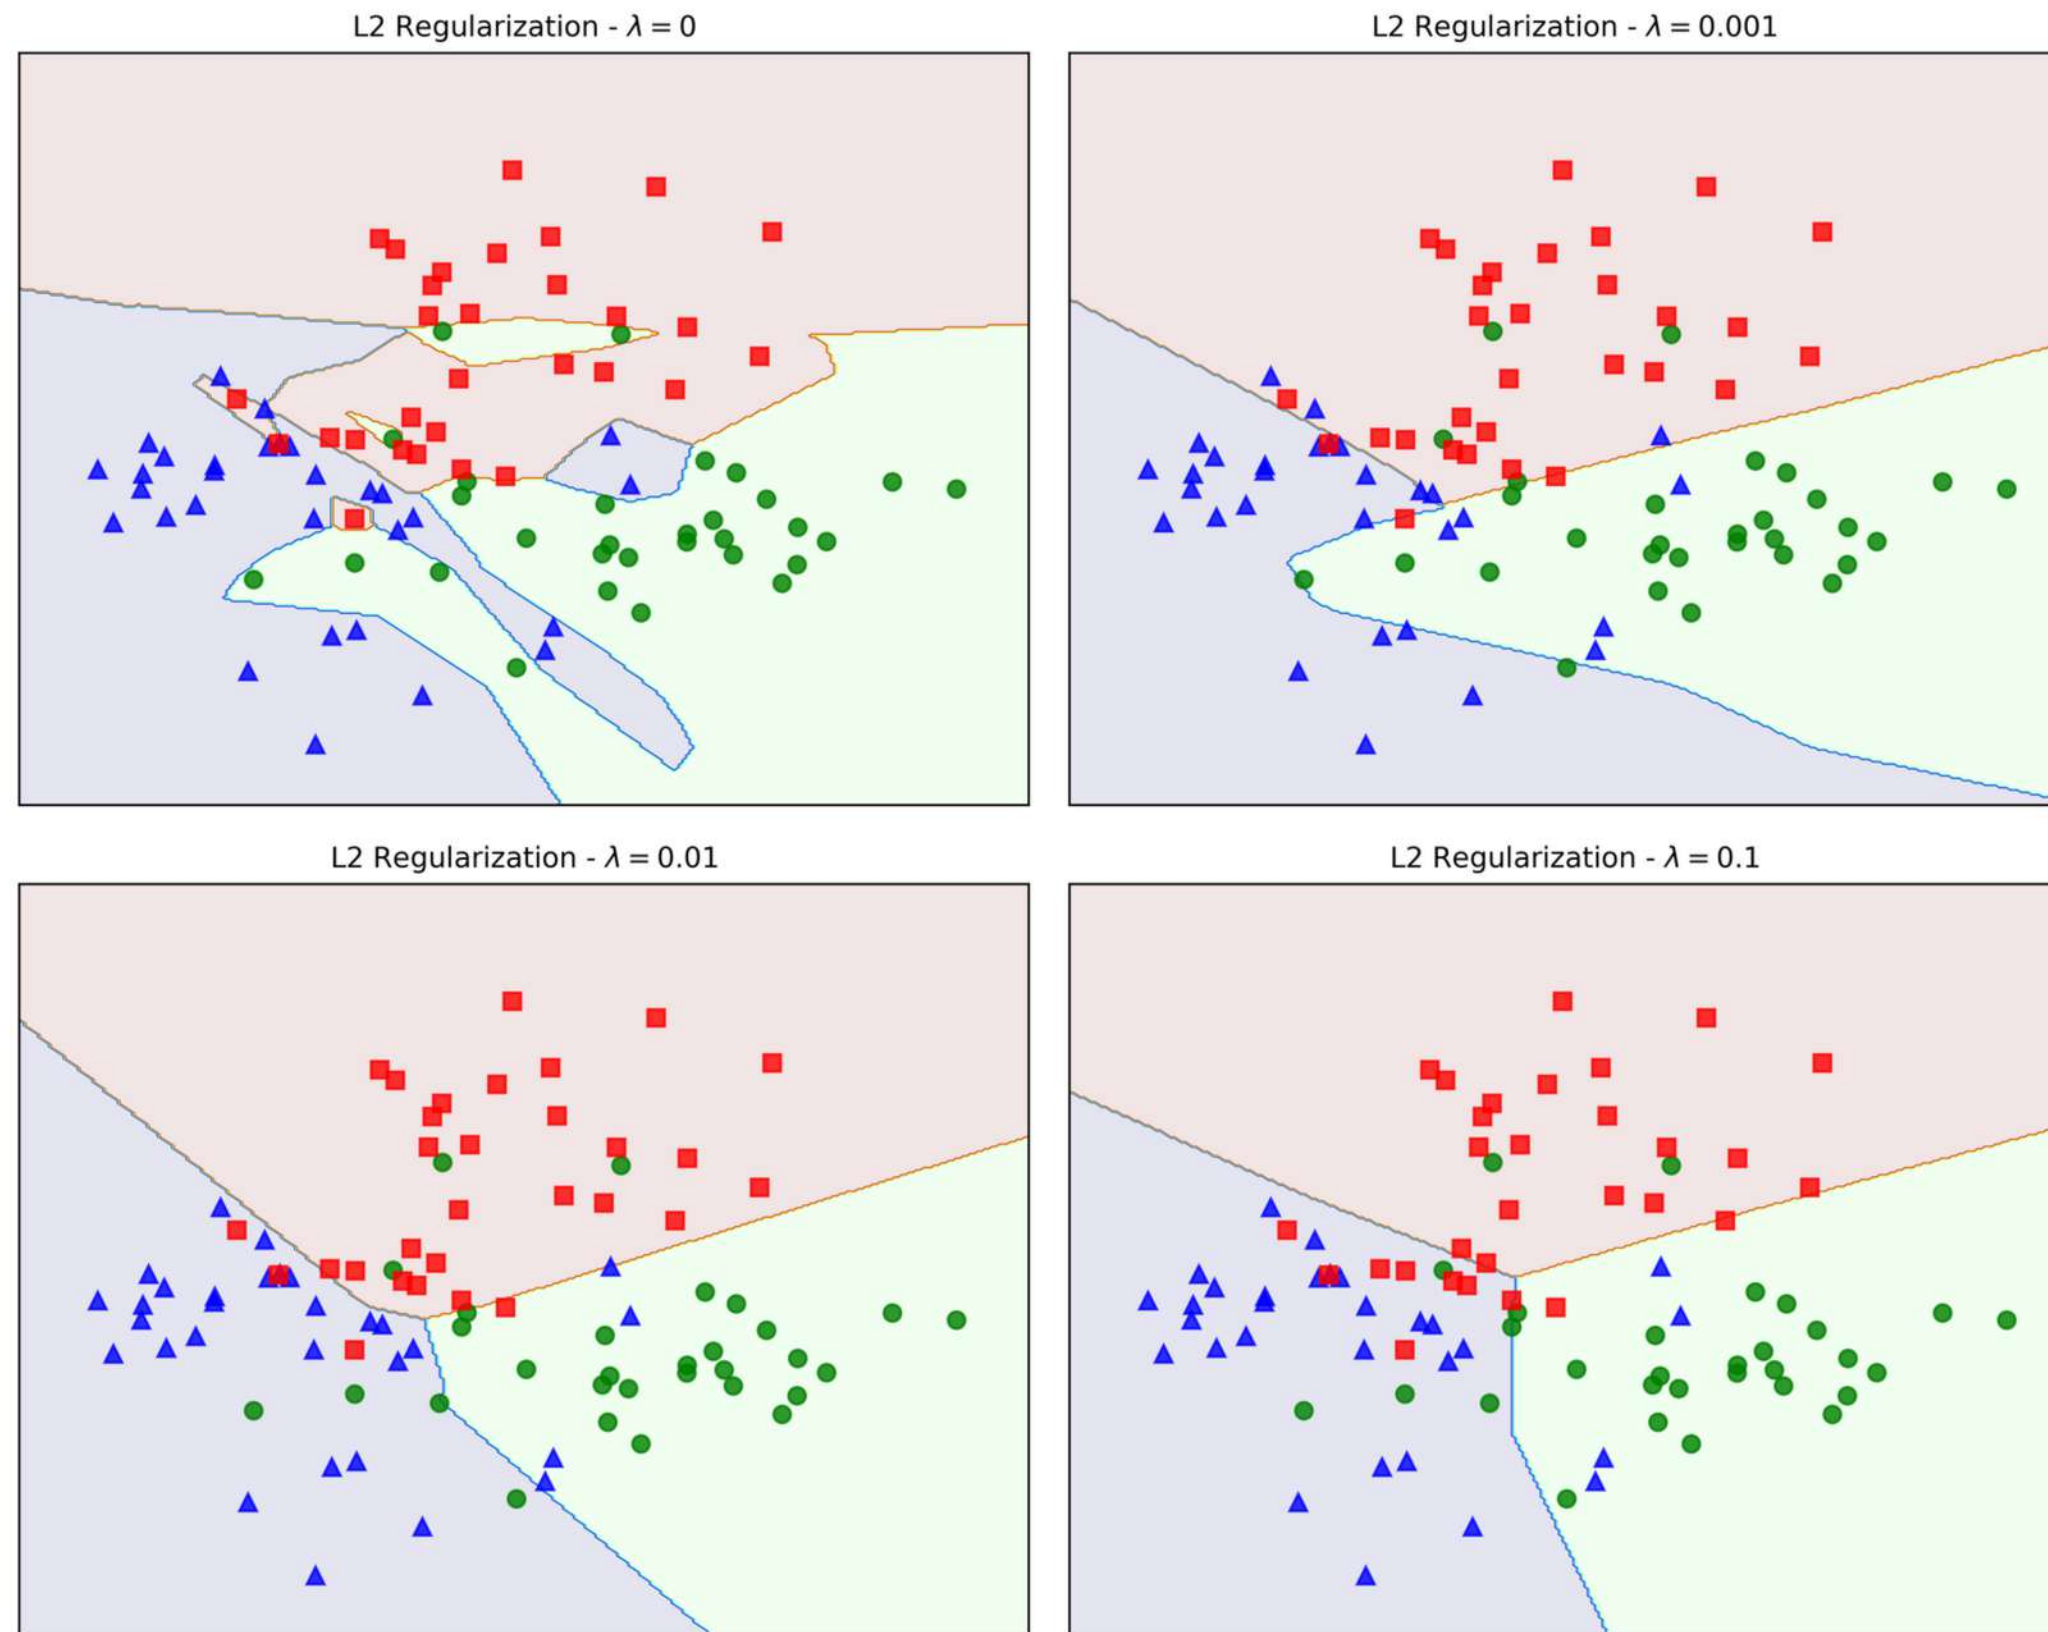 L2 Regularization - λ = 0
L2 Regularization - λ = 0.001
L2 Regularization - λ = 0.01
L2 Regularization - λ = 0.1